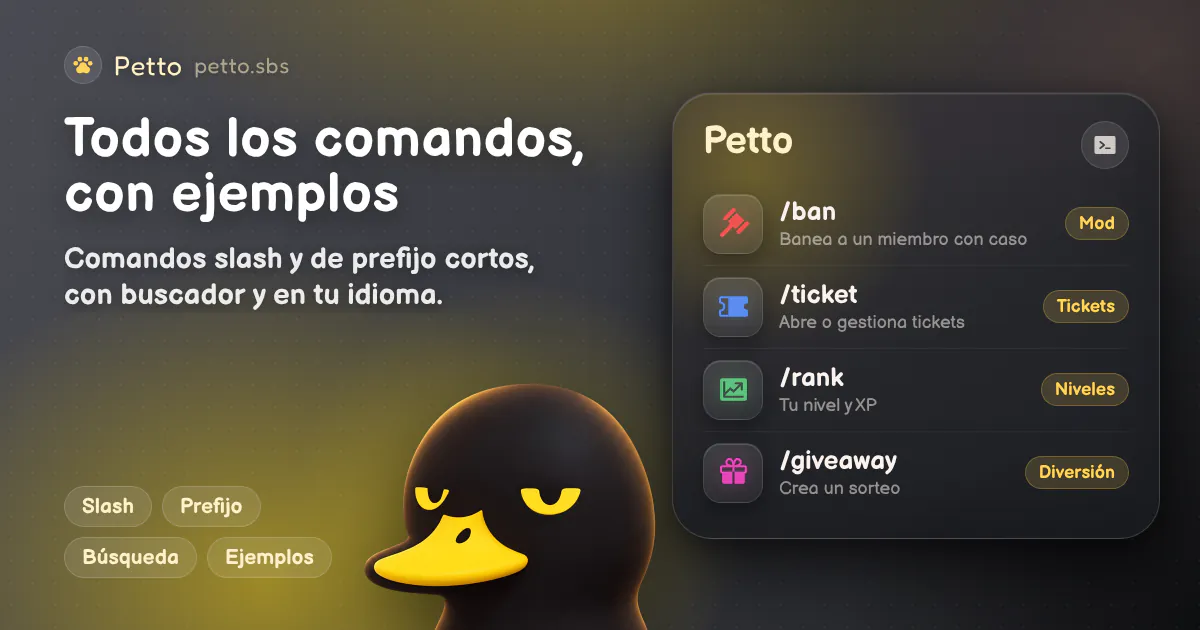 Petto petto.sbs
Todos los comandos,
con ejemplos
Comandos slash y de prefijo cortos,
con buscador y en tu idioma.
Slash Prefijo
Búsqueda Ejemplos
Petto
/ban
Banea a un miembro con caso
Mod
/ticket
Abre o gestiona tickets
Tickets
/rank
Tu nivel y XP
Niveles
/giveaway
Crea un sorteo
Diversión